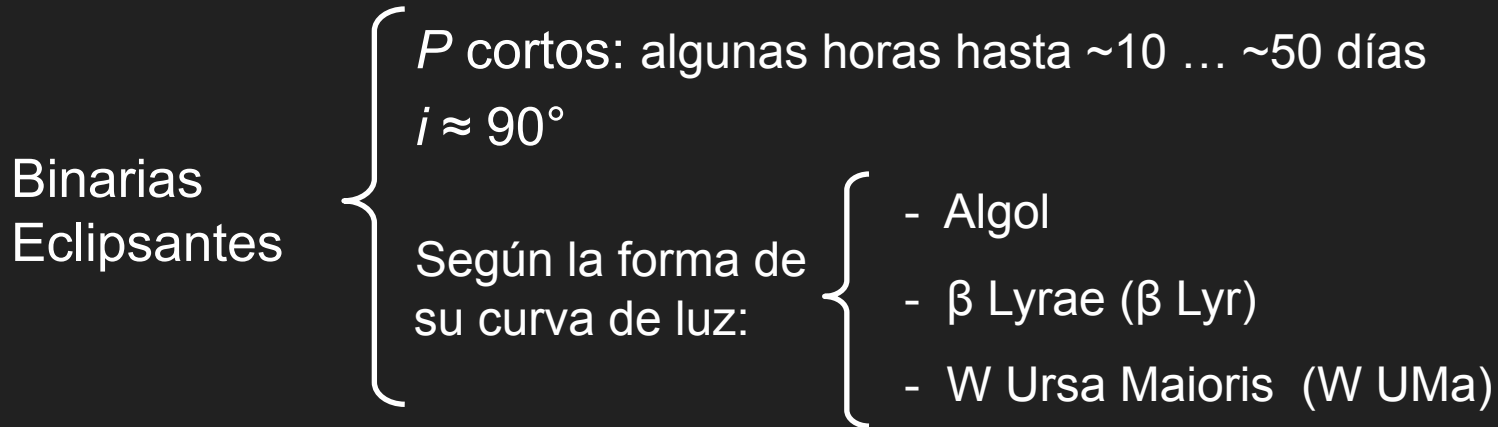 Binarias
Eclipsantes
P cortos: algunas horas hasta ~10 … ~50 días
i ≈ 90°
Según la forma de
su curva de luz:
- Algol
- β Lyrae (β Lyr)
- W Ursa Maioris (W UMa)